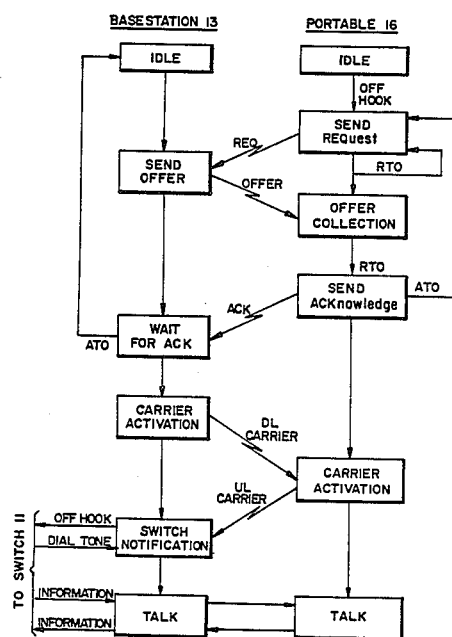 BASESTATION 13
PORTABLE 16
IDLE
IDLE
OFF
HOOK
SEND
REQuest
REQ
RTO
SEND
OFFER
OFFER
OFFER
COLLECTION
RTO
SEND
ACKnowledge
ATO
ACK
WAIT
FOR ACK
ATO
CARRIER
ACTIVATION
DL
CARRIER
CARRIER
ACTIVATION
UL
CARRIER
TO SWITCH 11
OFF HOOK
SWITCH
NOTIFICATION
DIAL TONE
INFORMATION
TALK
TALK
INFORMATION